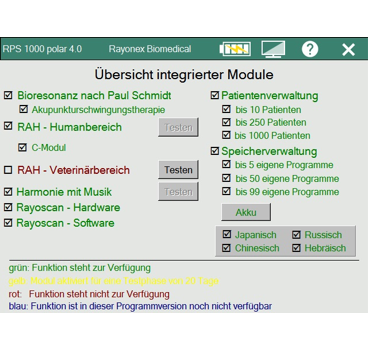 RPS 1000 polar 4.0 Rayonex Biomedical
Übersicht integrierter Module
Bioresonanz nach Paul Schmidt
Akupunkturschwingungstherapie
RAH - Humanbereich Testen
C-Modul
RAH - Veterinärbereich Testen
Harmonie mit Musik Testen
Rayoscan - Hardware
Rayoscan - Software
Patientenverwaltung
bis 10 Patienten
bis 250 Patienten
bis 1000 Patienten
Speicherverwaltung
bis 5 eigene Programme
bis 50 eigene Programme
bis 99 eigene Programme
Akku
Japanisch Russisch
Chinesisch Hebräisch
grün: Funktion steht zur Verfügung
rot: Funktion steht nicht zur Verfügung
blau: Funktion ist in dieser Programmversion noch nicht verfügbar